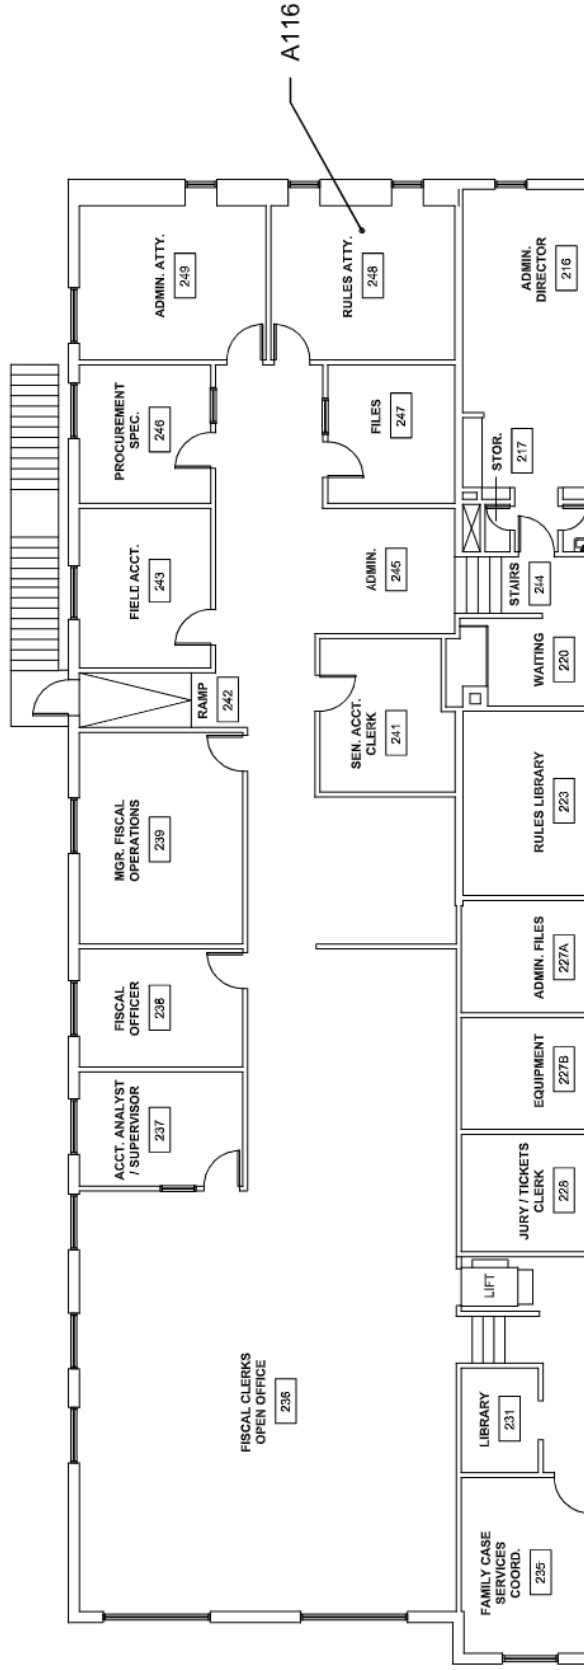 A116
ADMIN. ATTY.
249
RULES ATTY.
248
ADMIN.
DIRECTOR
216
PROCUREMENT
SPEC.
246
FILES
247
STOR.
217
FIELD ACCT.
243
ADMIN.
245
STAIRS
244
RAMP
242
SEN. ACCT.
CLERK
241
WAITING
220
MGR. FISCAL
OPERATIONS
239
RULES LIBRARY
223
FISCAL
OFFICER
238
ADMIN. FILES
227A
ACCT. ANALYST
/ SUPERVISOR
237
EQUIPMENT
227B
JURY / TICKETS
CLERK
228
LIFT
FISCAL CLERKS
OPEN OFFICE
236
LIBRARY
231
FAMILY CASE
SERVICES
COORD.
235